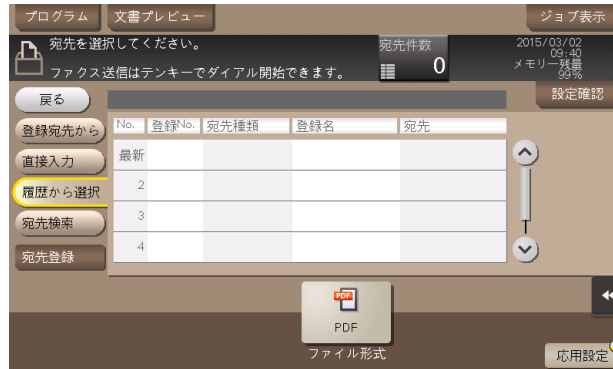 プログラム
文書プレビュー
ジョブ表示
宛先を選択してください。
ファクス送信はテンキーでダイアル開始できます。
宛先件数
0
2015/03/02
09:40
メモリー残量
99%
戻る
設定確認
登録宛先から
直接入力
履歴から選択
宛先検索
宛先登録
No. 登録No. 宛先種類 登録名 宛先
最新
2
3
4
PDF
PDF
ファイル形式
応用設定